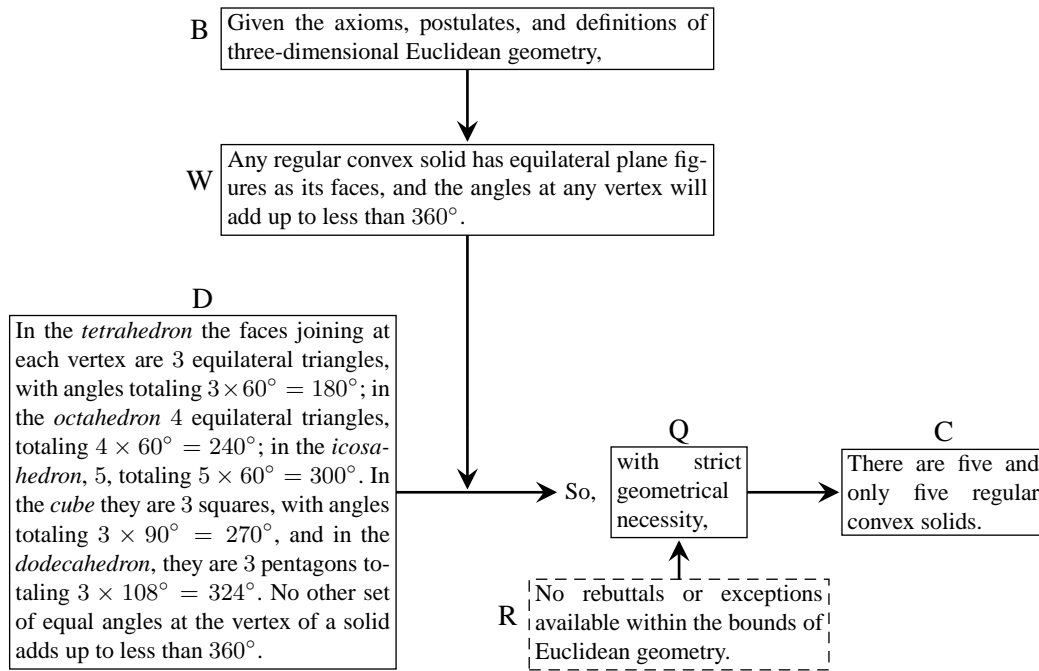 B
Given the axioms, postulates, and definitions of
three-dimensional Euclidean geometry,
W
Any regular convex solid has equilateral plane fig-
ures as its faces, and the angles at any vertex will
add up to less than 360°.
D
In the tetrahedron the faces joining at
each vertex are 3 equilateral triangles,
with angles totaling 3 × 60° = 180°; in
the octahedron 4 equilateral triangles,
totaling 4 × 60° = 240°; in the icosa-
hedron, 5, totaling 5 × 60° = 300°. In
the cube they are 3 squares, with angles
totaling 3 × 90° = 270°, and in the
dodecahedron, they are 3 pentagons to-
taling 3 × 108° = 324°. No other set
of equal angles at the vertex of a solid
adds up to less than 360°.
So,
Q
with strict
geometrical
necessity,
C
There are five and
only five regular
convex solids.
R
No rebuttals or exceptions
available within the bounds of
Euclidean geometry.